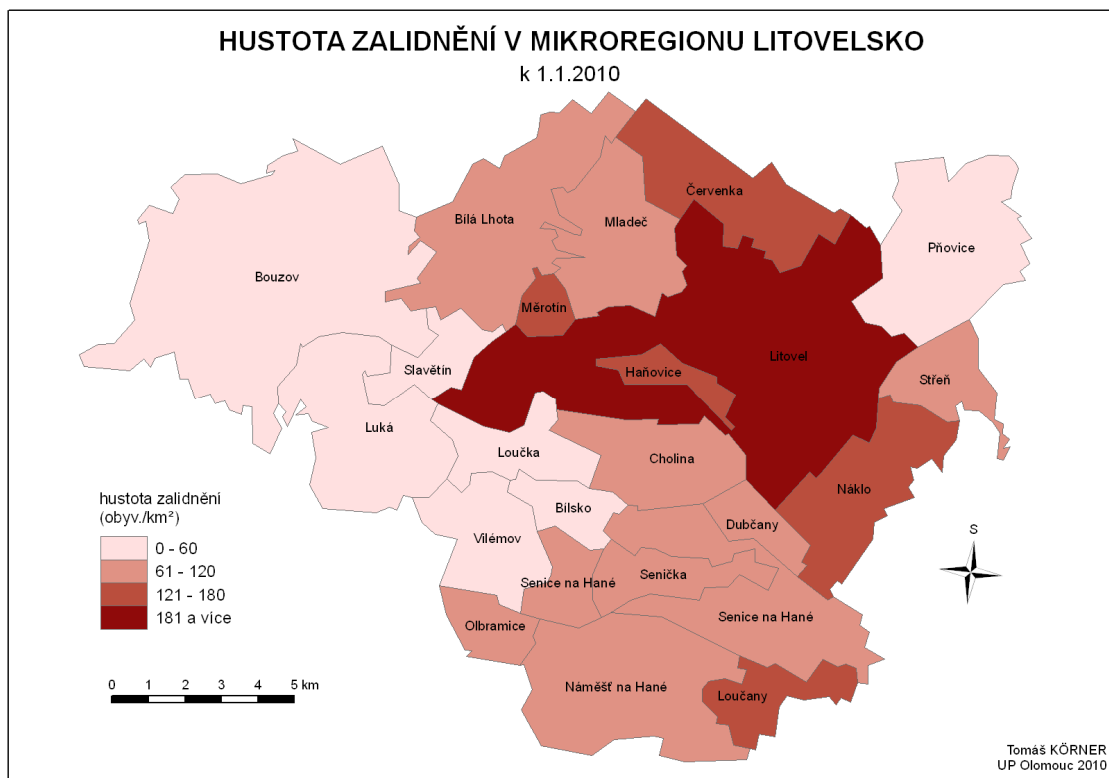 HUSTOTA ZALIDNĚNÍ V MIKROREGIONU LITOVELSKO
k 1.1.2010
Červenka
Bílá Lhota
Mladeč
Pňovice
Bouzov
Měrotín
Litovel
Slavětín
Haňovice
Střeň
Luká
Loučka
Cholina
Náklo
Bílsko
Dubčany
Vilémov
Senička
Senice na Hané
Senice na Hané
Olbramice
Náměšť na Hané
Loučany
hustota zalidnění
(obyv./km²)
0 - 60
61 - 120
121 - 180
181 a více
S
0 1 2 3 4 5 km
Tomáš KÖRNER
UP Olomouc 2010